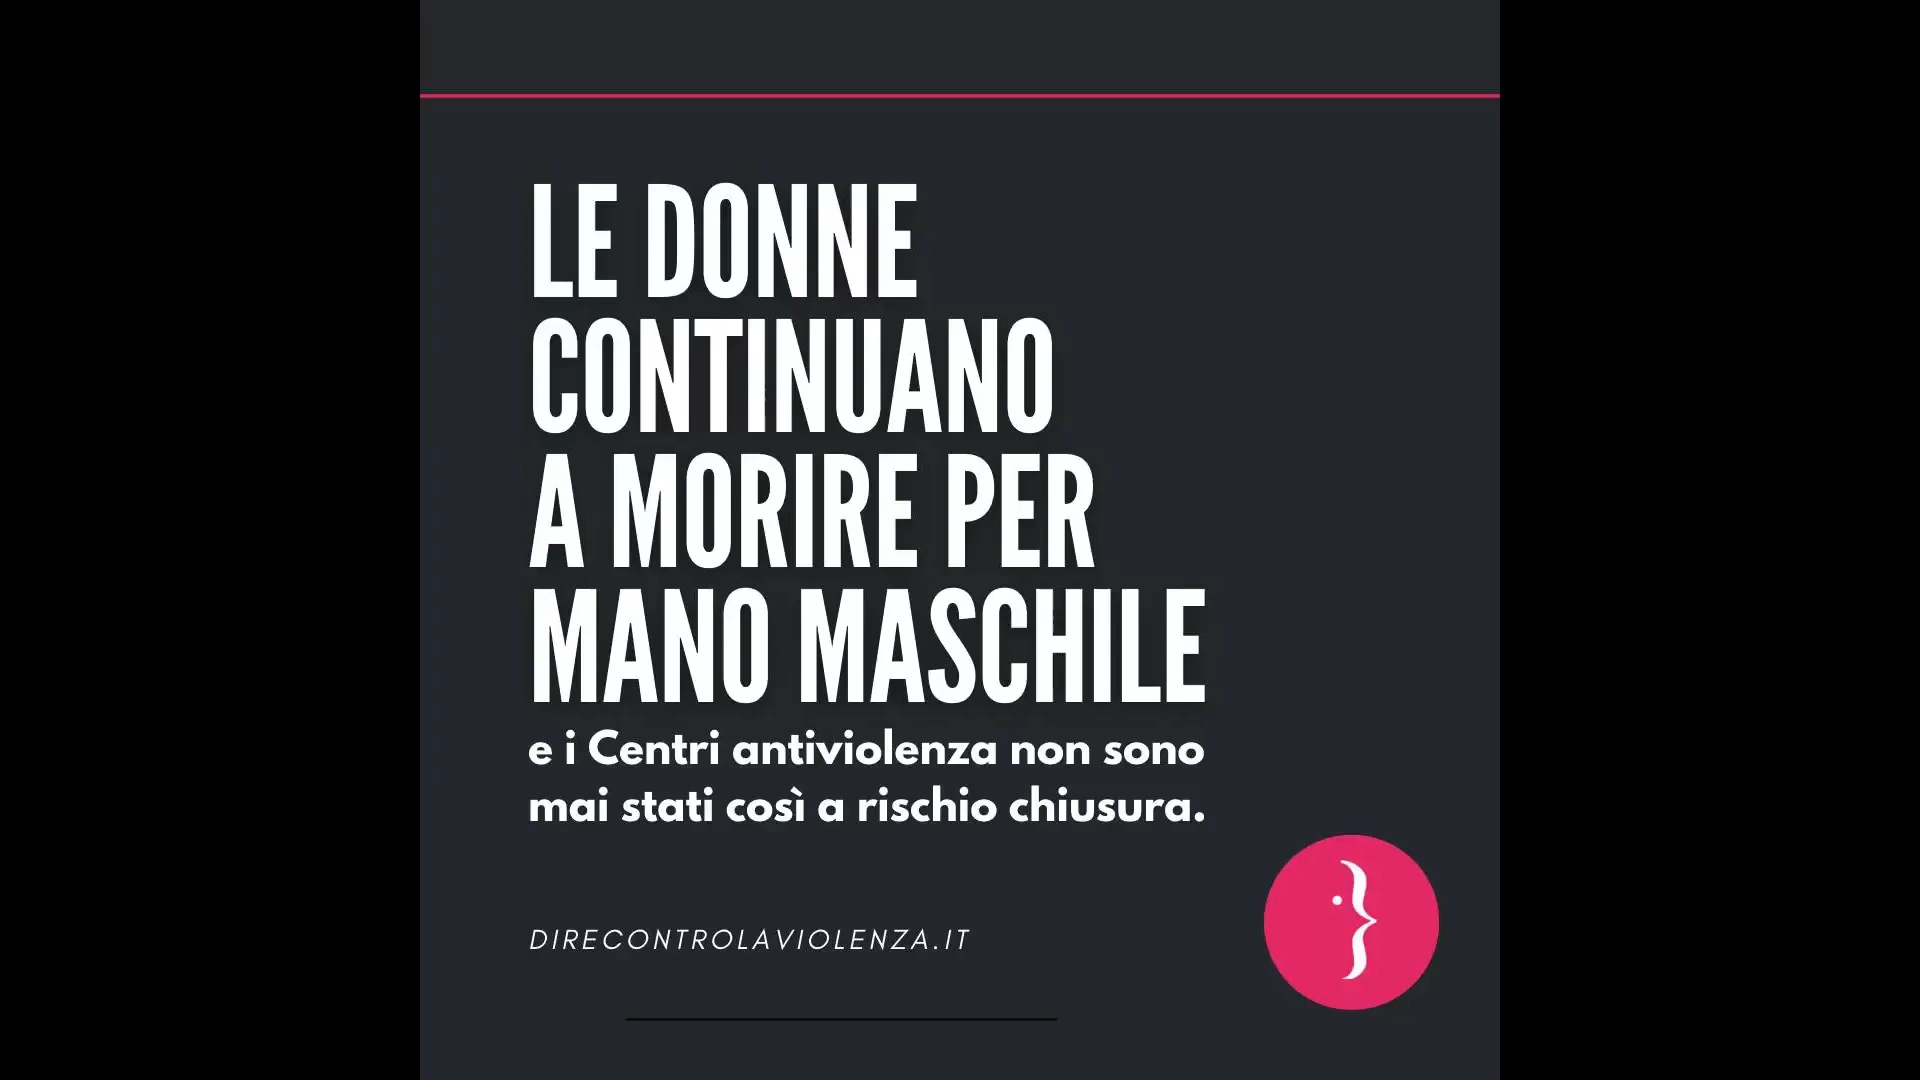 LE DONNE
CONTINUANO
A MORIRE PER
MANO MASCHILE
e i Centri antiviolenza non sono
mai stati così a rischio chiusura.
DIRECONTROLAVIOLENZA.IT